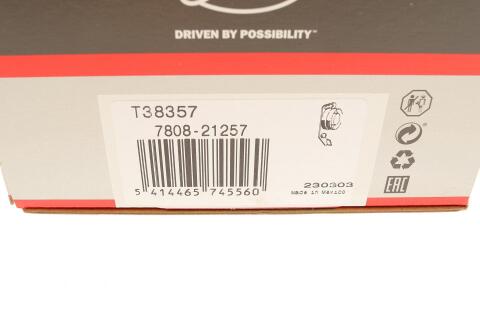 DRIVEN BY POSSIBILITY™
T38357
7808-21257
5 414465 745560
230303
Made in Mexico
EAC